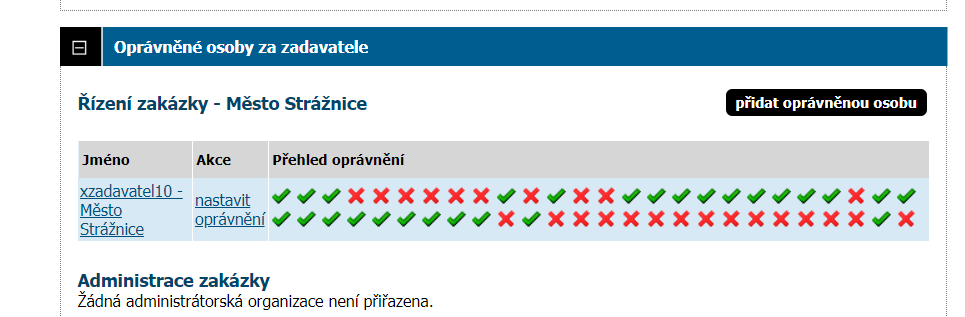 Oprávněné osoby za zadavatele
Řízení zakázky - Město Strážnice
přidat oprávněnou osobu
Jméno Akce Přehled oprávnění
xzadavatel10 -
Město
Strážnice
nastavit
oprávnění
Administrace zakázky
Žádná administrátorská organizace není přiřazena.